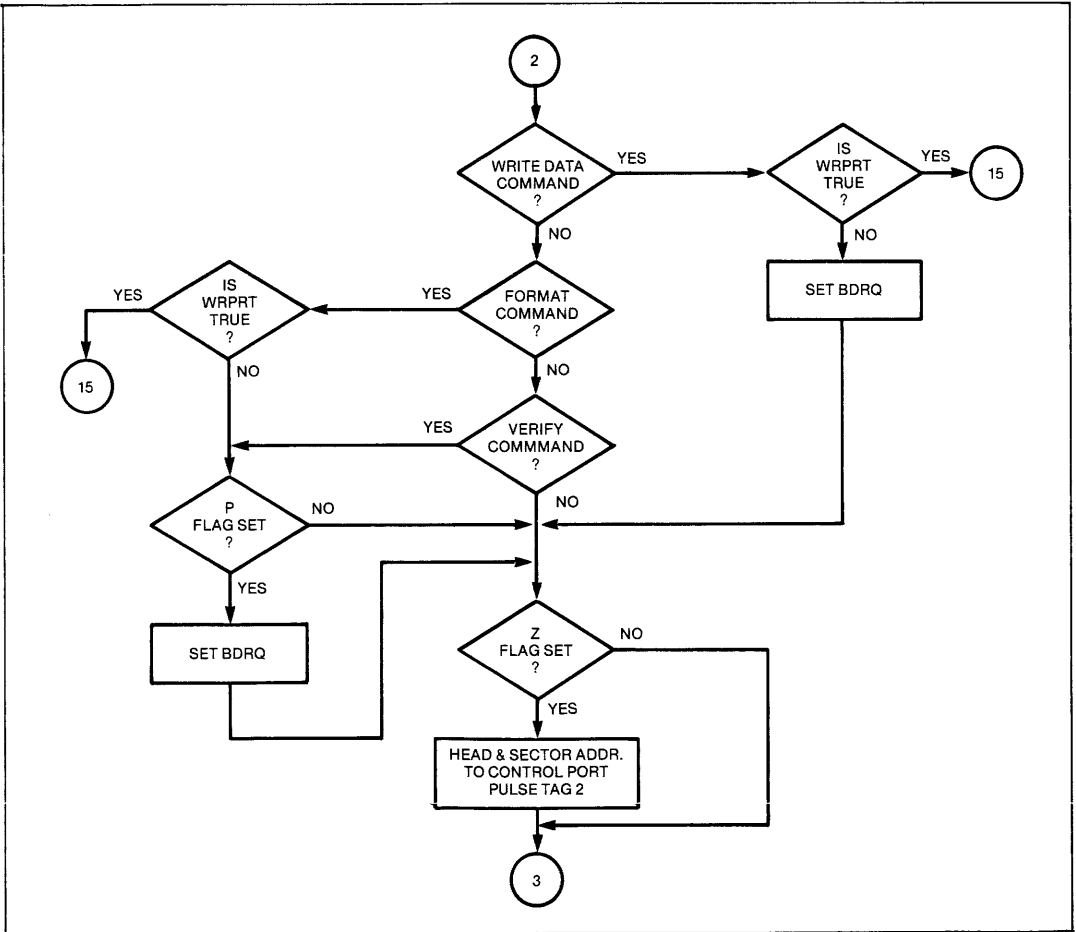 2
WRITE DATA
COMMAND
?
YES
NO
IS
WRPRT
TRUE
?
YES
NO
15
SET BDRQ
FORMAT
COMMAND
?
YES
NO
IS
WRPRT
TRUE
?
YES
NO
15
VERIFY
COMMMAND
?
YES
NO
P
FLAG SET
?
NO
YES
SET BDRQ
Z
FLAG SET
?
NO
YES
HEAD & SECTOR ADDR.
TO CONTROL PORT
PULSE TAG 2
3